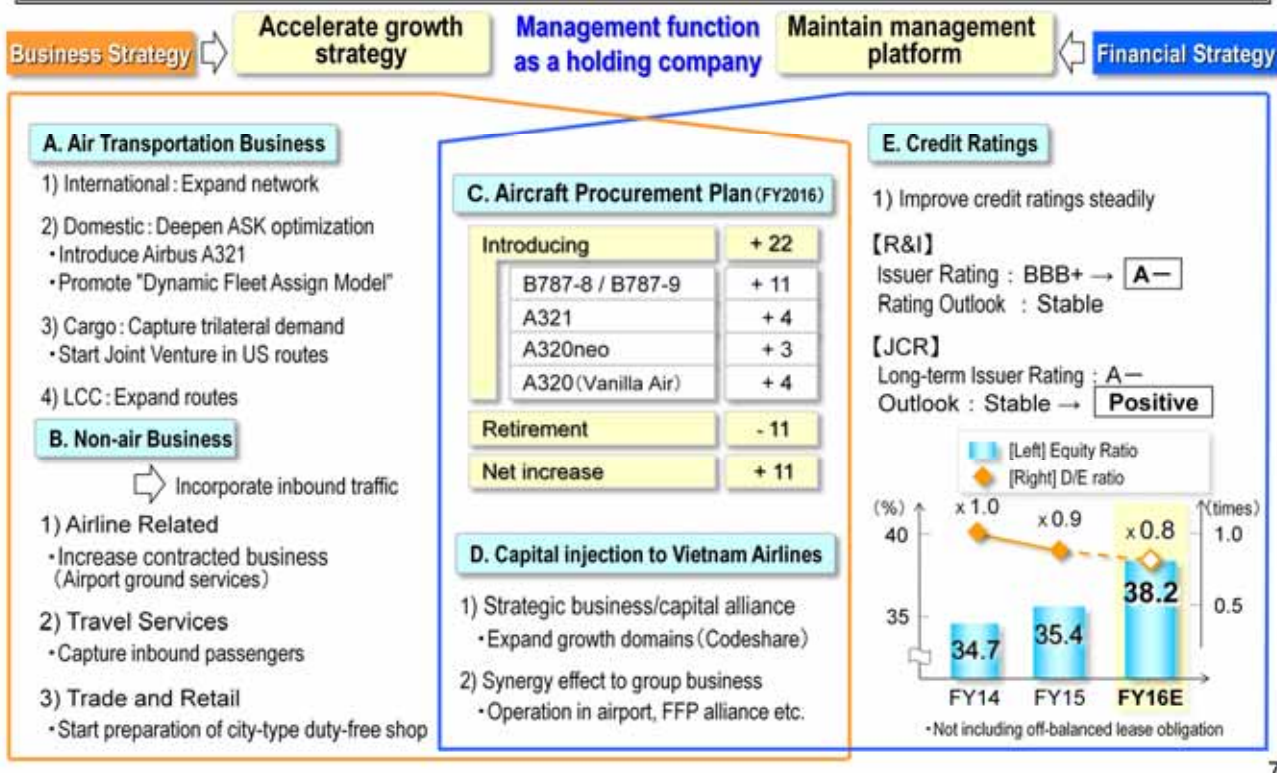 Business Strategy
Accelerate growth
strategy
Management function
as a holding company
Maintain management
platform
Financial Strategy
A. Air Transportation Business
1) International : Expand network
2) Domestic : Deepen ASK optimization
・Introduce Airbus A321
・Promote "Dynamic Fleet Assign Model"
3) Cargo : Capture trilateral demand
・Start Joint Venture in US routes
4) LCC : Expand routes
B. Non-air Business
Incorporate inbound traffic
1) Airline Related
・Increase contracted business
(Airport ground services)
2) Travel Services
・Capture inbound passengers
3) Trade and Retail
・Start preparation of city-type duty-free shop
C. Aircraft Procurement Plan (FY2016)
Introducing + 22
B787-8 / B787-9 + 11
A321 + 4
A320neo + 3
A320 (Vanilla Air) + 4
Retirement - 11
Net increase + 11
D. Capital injection to Vietnam Airlines
1) Strategic business/capital alliance
・Expand growth domains (Codeshare)
2) Synergy effect to group business
・Operation in airport, FFP alliance etc.
E. Credit Ratings
1) Improve credit ratings steadily
【R&I】
Issuer Rating : BBB+ → A－
Rating Outlook : Stable
【JCR】
Long-term Issuer Rating : A－
Outlook : Stable → Positive
[Left] Equity Ratio
[Right] D/E ratio
(%) x 1.0 x 0.9 x 0.8 (times)
40 1.0
35 0.5
34.7 35.4 38.2
FY14 FY15 FY16E
・Not including off-balanced lease obligation
7